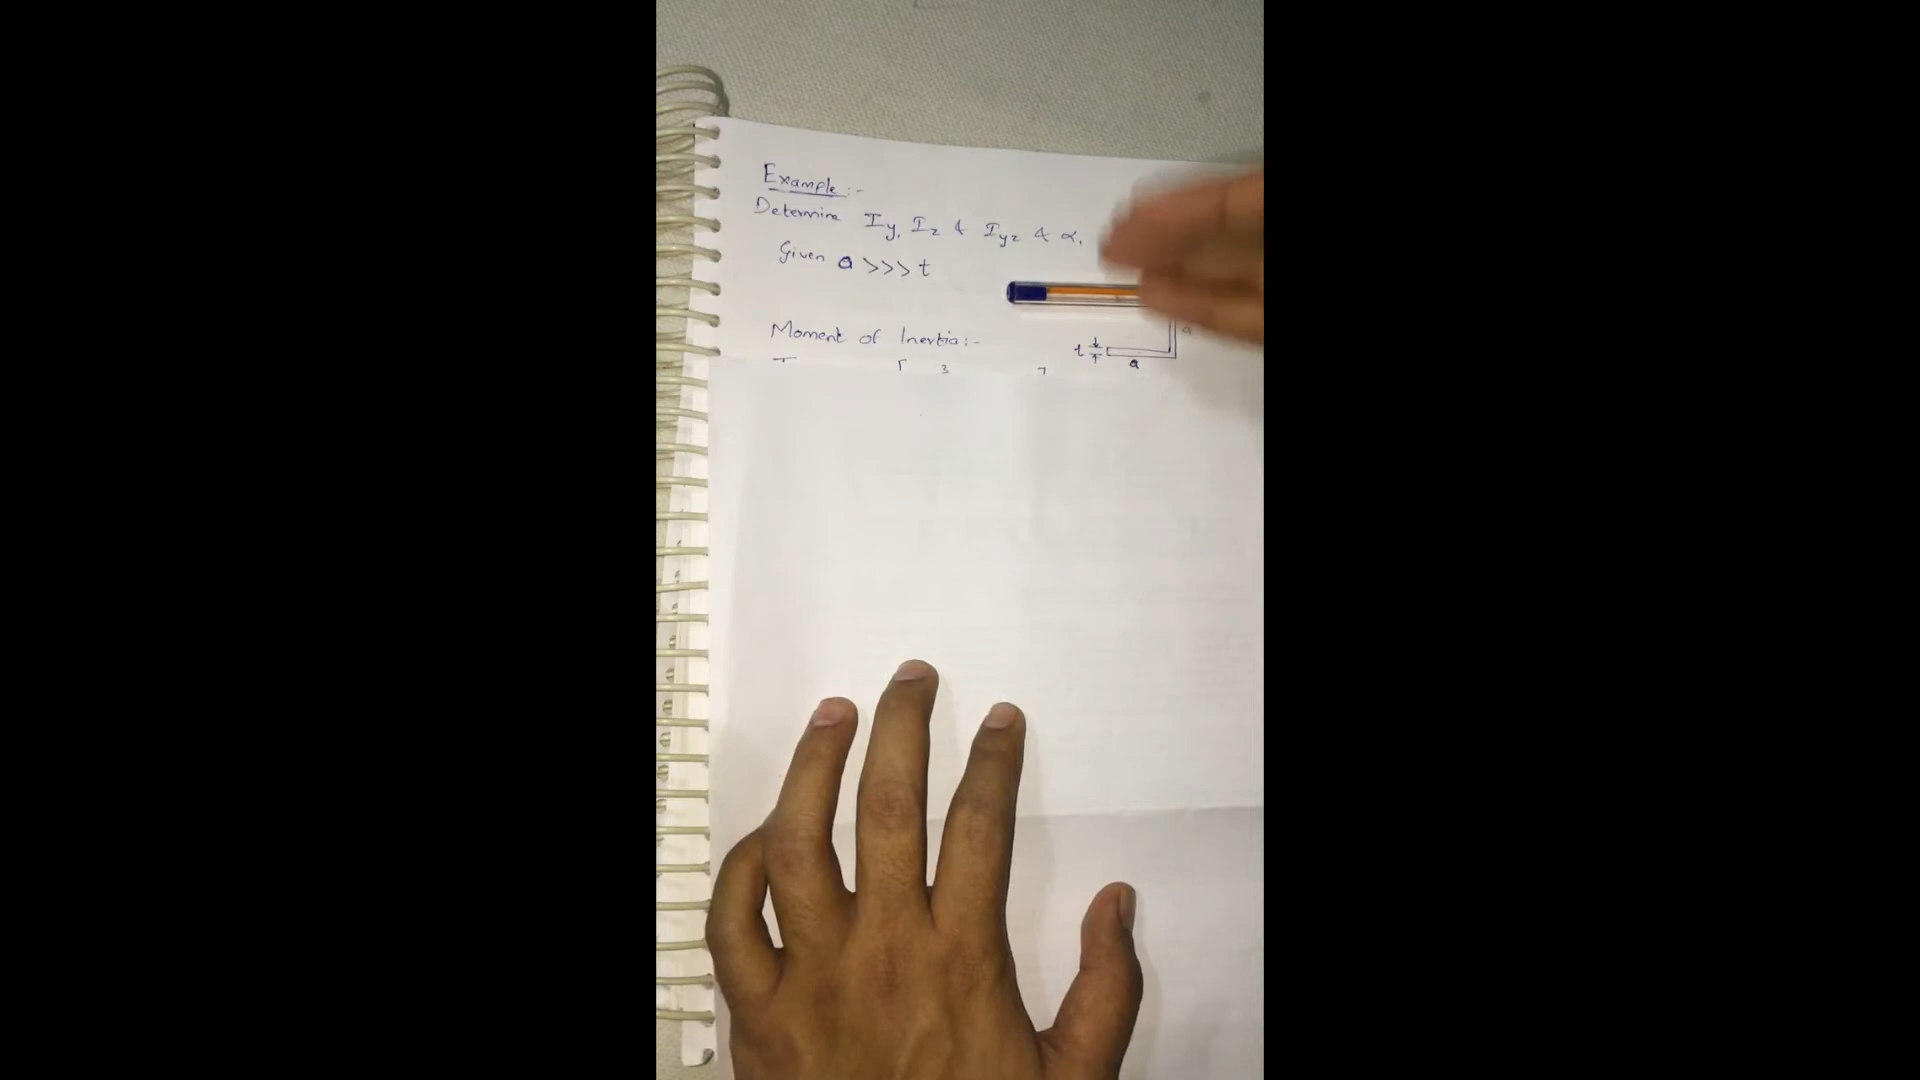 Example:-
Determine Iy, Iz & Iyz & α.
Given a >>> t
Moment of Inertia:-
a
t
a